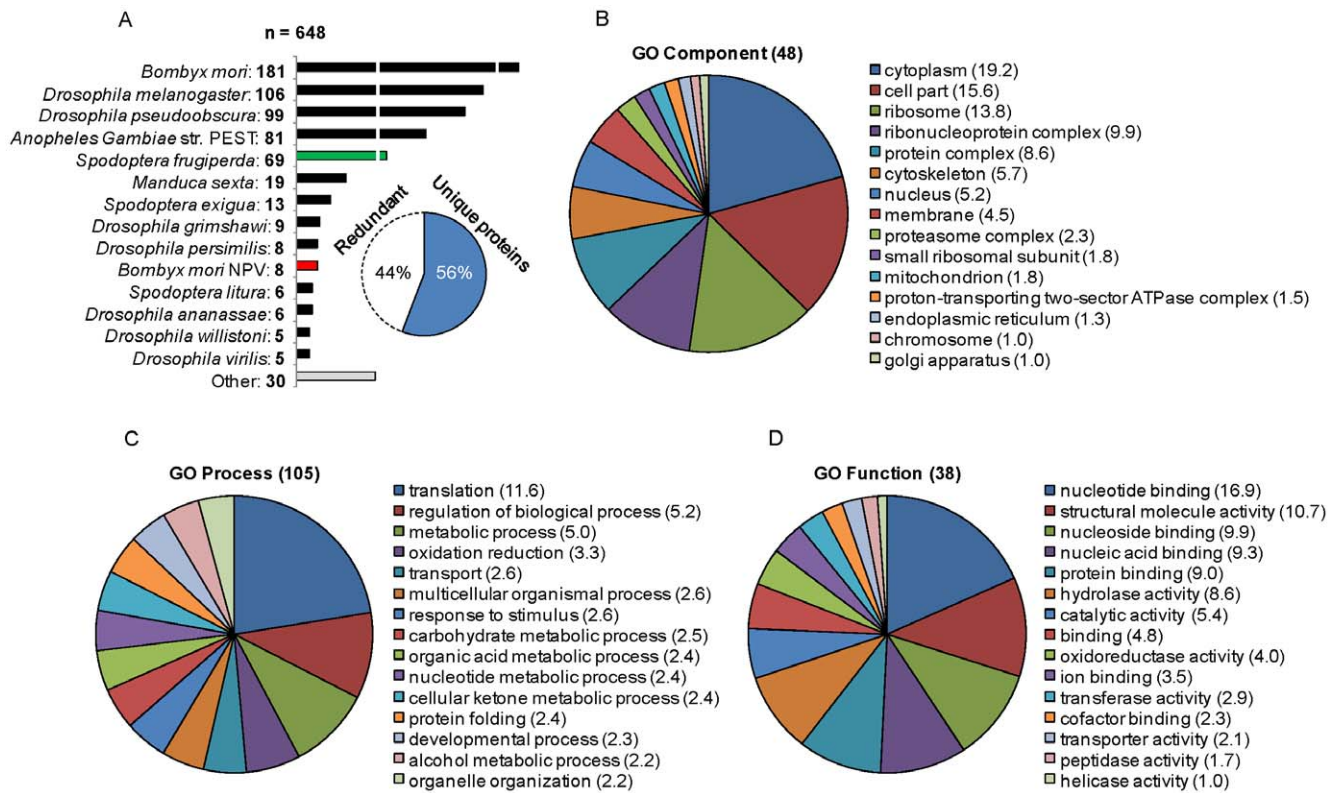 A
n = 648
Bombyx mori: 181
Drosophila melanogaster: 106
Drosophila pseudoobscura: 99
Anopheles Gambiae str. PEST: 81
Spodoptera frugiperda: 69
Manduca sexta: 19
Spodoptera exigua: 13
Drosophila grimshawi: 9
Drosophila persimilis: 8
Bombyx mori NPV: 8
Spodoptera litura: 6
Drosophila ananassae: 6
Drosophila willistoni: 5
Drosophila virilis: 5
Other: 30
Redundant
Unique proteins
44%
56%
B
GO Component (48)
cytoplasm (19.2)
cell part (15.6)
ribosome (13.8)
ribonucleoprotein complex (9.9)
protein complex (8.6)
cytoskeleton (5.7)
nucleus (5.2)
membrane (4.5)
proteasome complex (2.3)
small ribosomal subunit (1.8)
mitochondrion (1.8)
proton-transporting two-sector ATPase complex (1.5)
endoplasmic reticulum (1.3)
chromosome (1.0)
golgi apparatus (1.0)
C
GO Process (105)
translation (11.6)
regulation of biological process (5.2)
metabolic process (5.0)
oxidation reduction (3.3)
transport (2.6)
multicellular organismal process (2.6)
response to stimulus (2.6)
carbohydrate metabolic process (2.5)
organic acid metabolic process (2.4)
nucleotide metabolic process (2.4)
cellular ketone metabolic process (2.4)
protein folding (2.4)
developmental process (2.3)
alcohol metabolic process (2.2)
organelle organization (2.2)
D
GO Function (38)
nucleotide binding (16.9)
structural molecule activity (10.7)
nucleoside binding (9.9)
nucleic acid binding (9.3)
protein binding (9.0)
hydrolase activity (8.6)
catalytic activity (5.4)
binding (4.8)
oxidoreductase activity (4.0)
ion binding (3.5)
transferase activity (2.9)
cofactor binding (2.3)
transporter activity (2.1)
peptidase activity (1.7)
helicase activity (1.0)